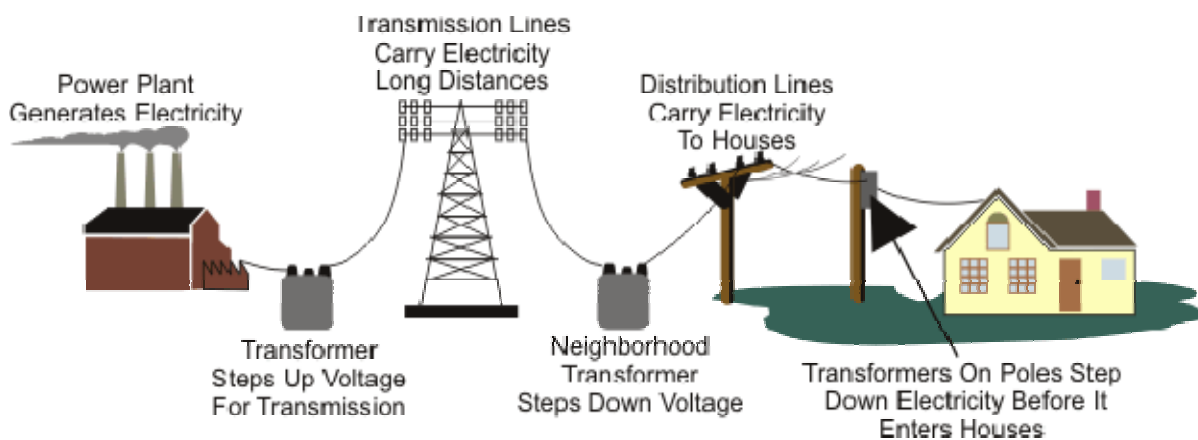 Power Plant
Generates Electricity
Transmission Lines
Carry Electricity
Long Distances
Distribution Lines
Carry Electricity
To Houses
Transformer
Steps Up Voltage
For Transmission
Neighborhood
Transformer
Steps Down Voltage
Transformers On Poles Step
Down Electricity Before It
Enters Houses